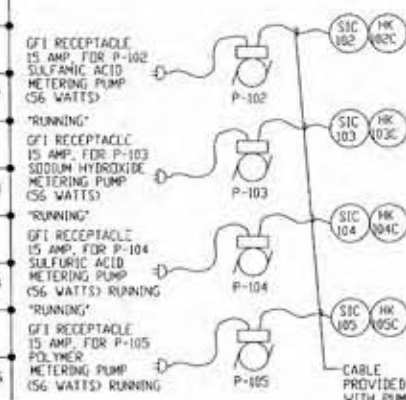 GFI RECEPTACLE
15 AMP, FOR P-102
SULFAMIC ACID
METERING PUMP
(56 WATTS)
P-102
SIC
102
HK
102C
"RUNNING"
GFI RECEPTACLE
15 AMP, FOR P-103
SODIUM HYDROXIDE
METERING PUMP
(56 WATTS)
P-103
SIC
103
HK
103C
"RUNNING"
GFI RECEPTACLE
15 AMP, FOR P-104
SULFURIC ACID
METERING PUMP
(56 WATTS) RUNNING
P-104
SIC
104
HK
104C
"RUNNING"
GFI RECEPTACLE
15 AMP, FOR P-105
POLYMER
METERING PUMP
(56 WATTS) RUNNING
P-105
SIC
105
HK
105C
CABLE
PROVIDED
WITH PUM